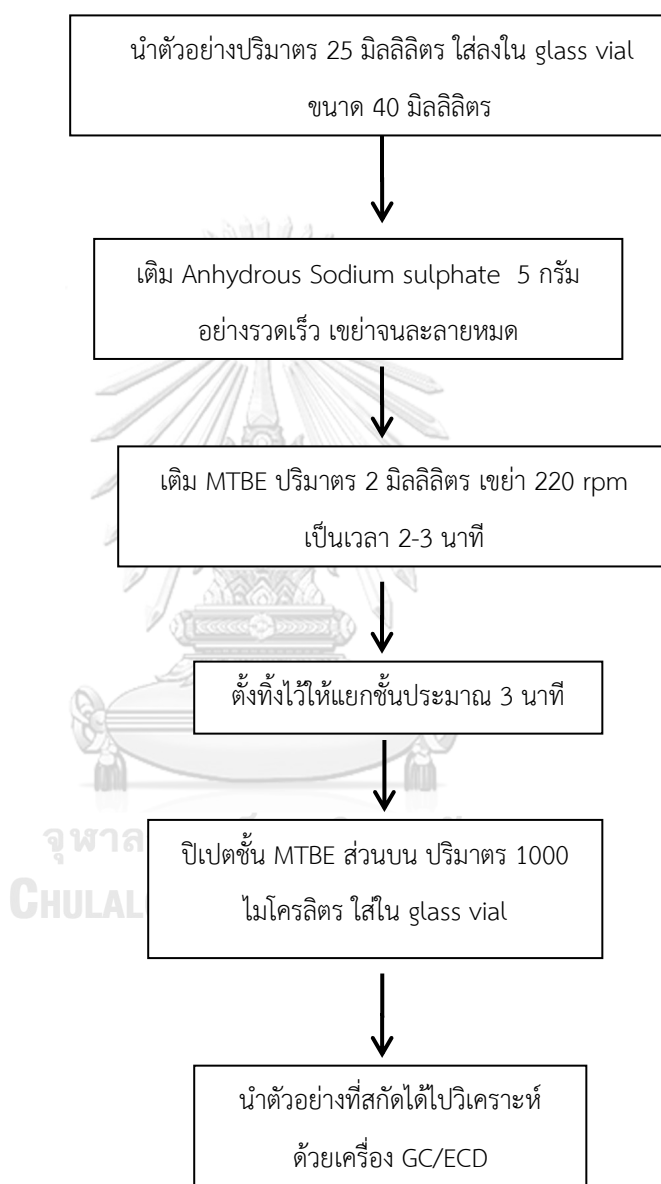 นำตัวอย่างปริมาตร 25 มิลลิลิตร ใส่ลงใน glass vial
ขนาด 40 มิลลิลิตร
เติม Anhydrous Sodium sulphate 5 กรัม
อย่างรวดเร็ว เขย่าจนละลายหมด
เติม MTBE ปริมาตร 2 มิลลิลิตร เขย่า 220 rpm
เป็นเวลา 2-3 นาที
ตั้งทิ้งไว้ให้แยกชั้นประมาณ 3 นาที
ปิเปตชั้น MTBE ส่วนบน ปริมาตร 1000
ไมโครลิตร ใส่ใน glass vial
นำตัวอย่างที่สกัดได้ไปวิเคราะห์
ด้วยเครื่อง GC/ECD